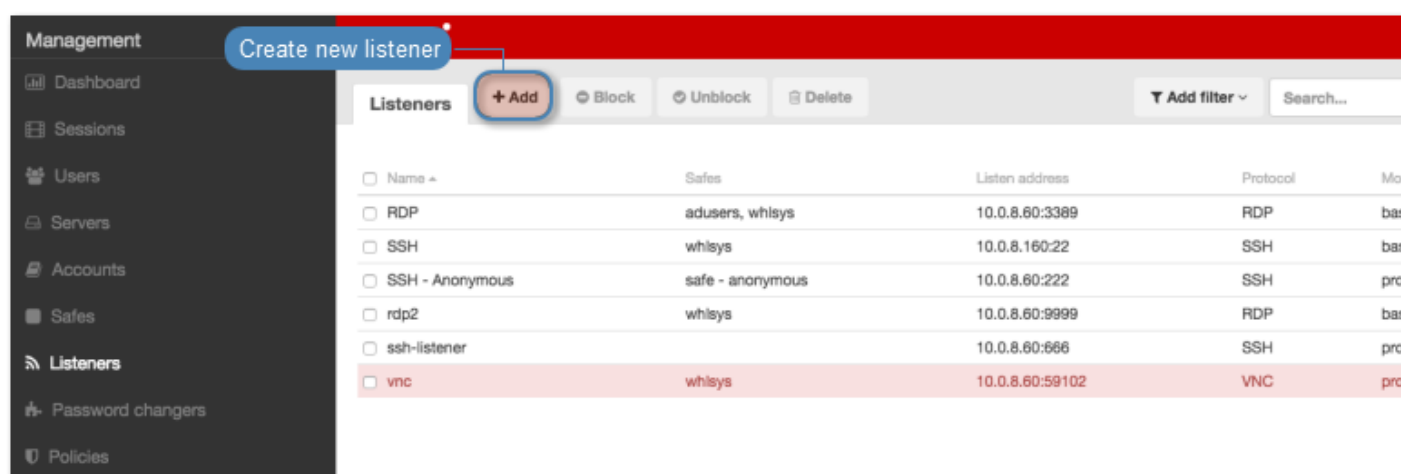 Management
Create new listener
Dashboard
Sessions
Users
Servers
Accounts
Safes
Listeners
Password changers
Policies
Listeners + Add Block Unblock Delete Add filter Search...
Name Safes Listen address Protocol
RDP adusers, whlsys 10.0.8.60:3389 RDP
SSH whlsys 10.0.8.160:22 SSH
SSH - Anonymous safe - anonymous 10.0.8.60:222 SSH
rdp2 whlsys 10.0.8.60:9999 RDP
ssh-listener 10.0.8.60:666 SSH
vnc whlsys 10.0.8.60:59102 VNC